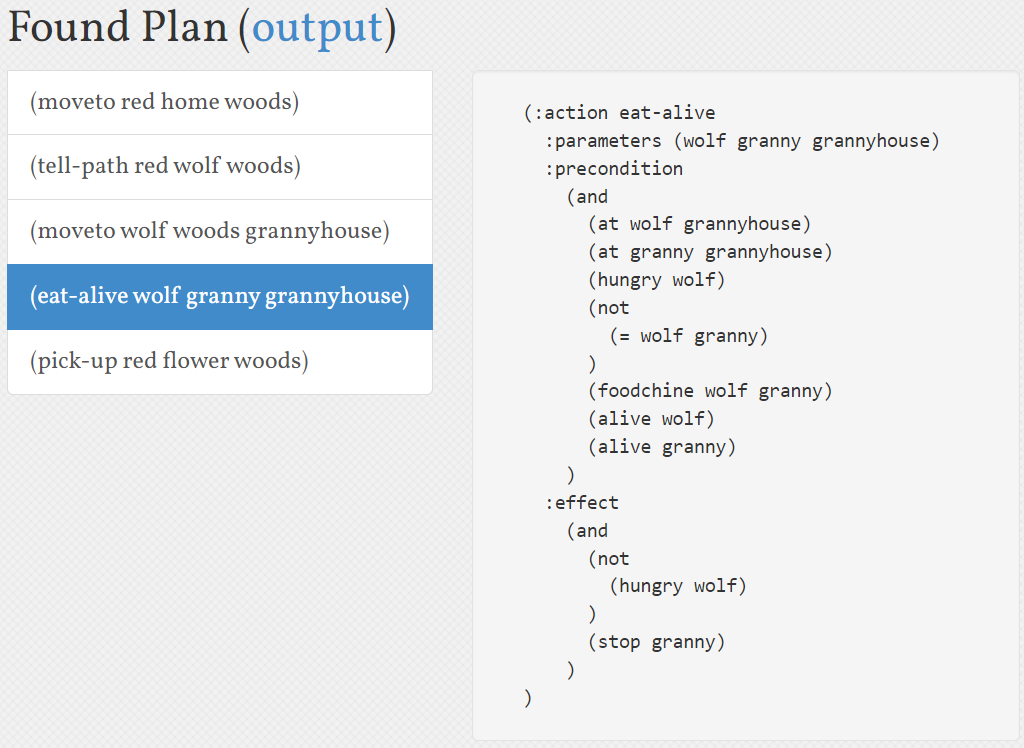 Found Plan (output)
(moveto red home woods)
(tell-path red wolf woods)
(moveto wolf woods grannyhouse)
(eat-alive wolf granny grannyhouse)
(pick-up red flower woods)
(:action eat-alive
:parameters (wolf granny grannyhouse)
:precondition
(and
(at wolf grannyhouse)
(at granny grannyhouse)
(hungry wolf)
(not
(= wolf granny)
)
(foodchine wolf granny)
(alive wolf)
(alive granny)
)
:effect
(and
(not
(hungry wolf)
)
(stop granny)
)
)